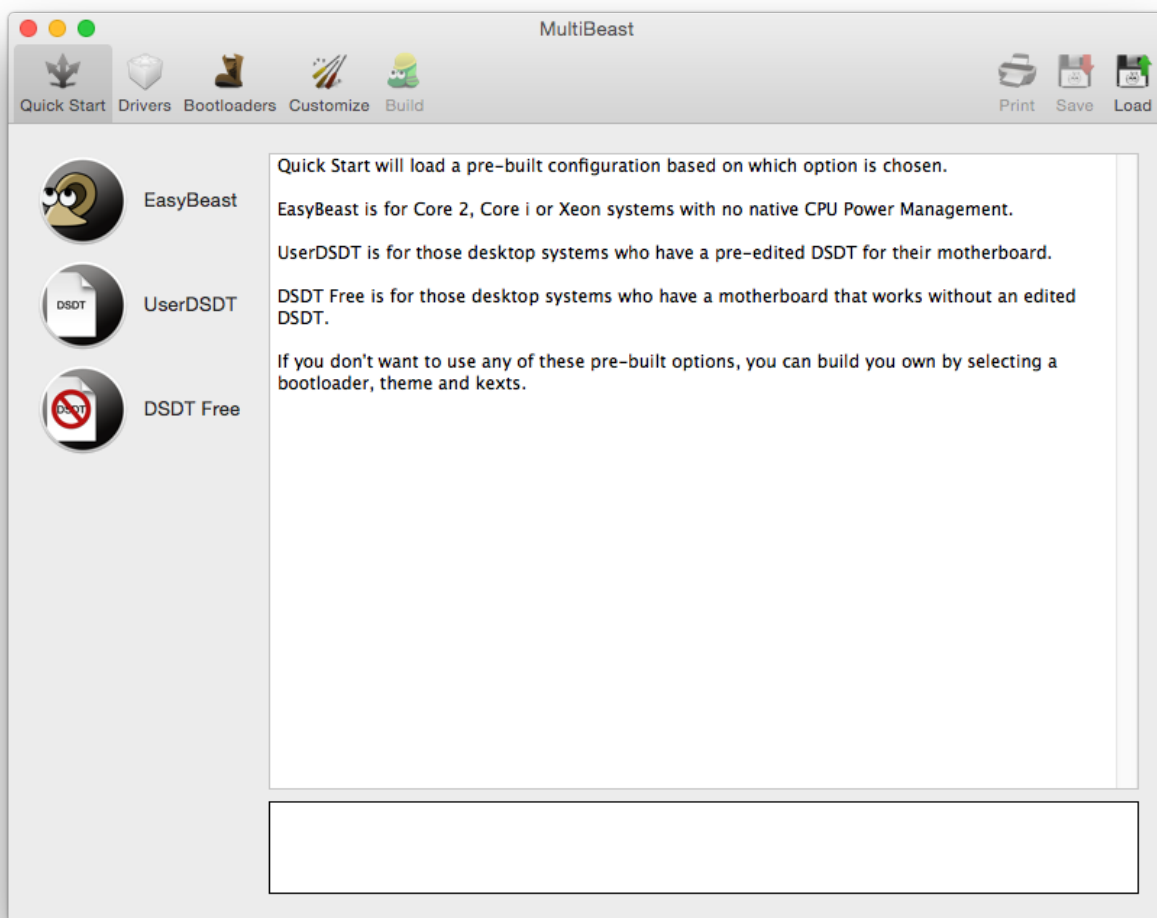 MultiBeast
Quick Start Drivers Bootloaders Customize Build Print Save Load
EasyBeast
UserDSDT
DSDT
DSDT Free
DSDT
Quick Start will load a pre-built configuration based on which option is chosen.
EasyBeast is for Core 2, Core i or Xeon systems with no native CPU Power Management.
UserDSDT is for those desktop systems who have a pre-edited DSDT for their motherboard.
DSDT Free is for those desktop systems who have a motherboard that works without an edited
DSDT.
If you don't want to use any of these pre-built options, you can build you own by selecting a
bootloader, theme and kexts.